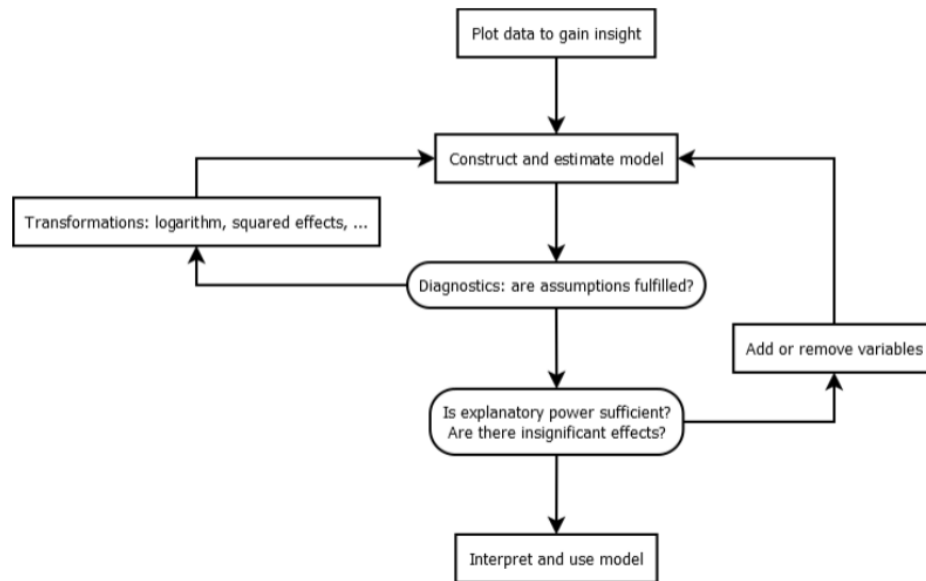 Plot data to gain insight
Construct and estimate model
Transformations: logarithm, squared effects, ...
Diagnostics: are assumptions fulfilled?
Add or remove variables
Is explanatory power sufficient?
Are there insignificant effects?
Interpret and use model